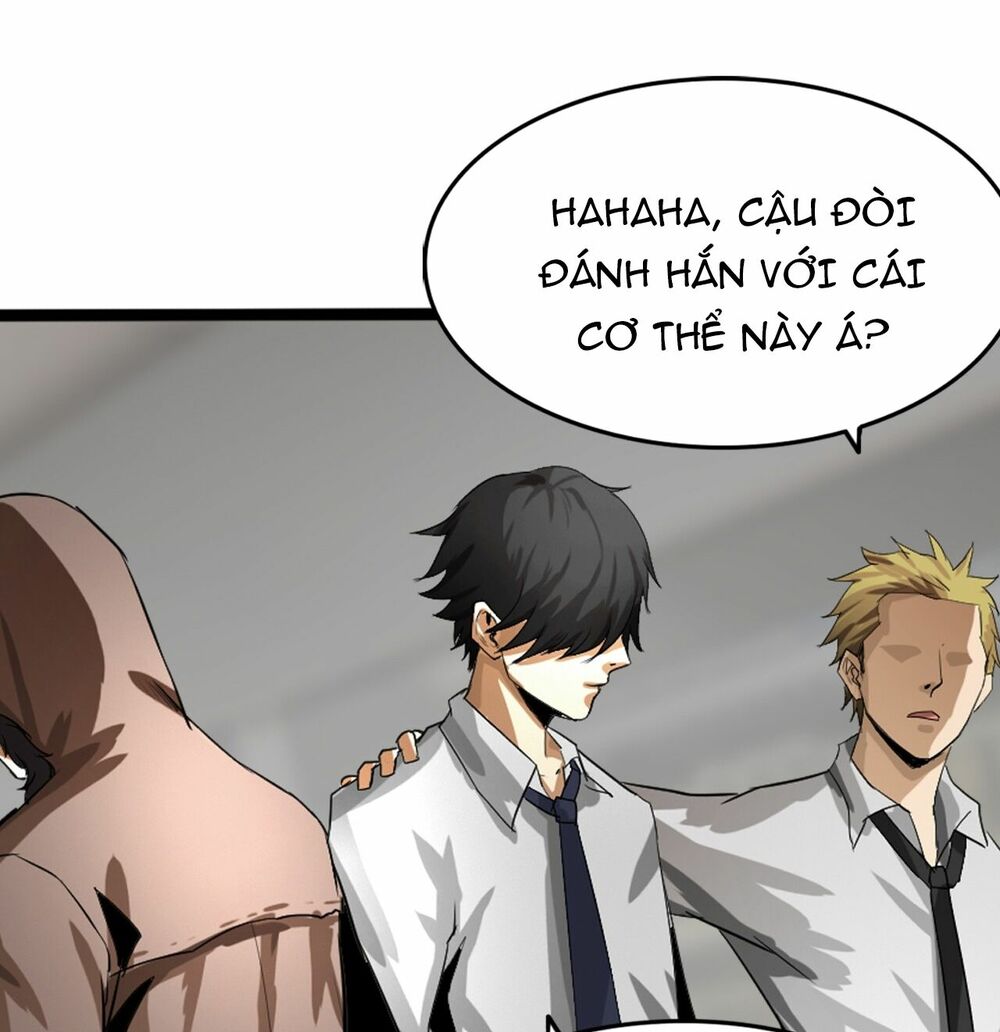 HAHAHA, CẬU ĐÒI
ĐÁNH HẮN VỚI CÁI
CƠ THỂ NÀY Á?